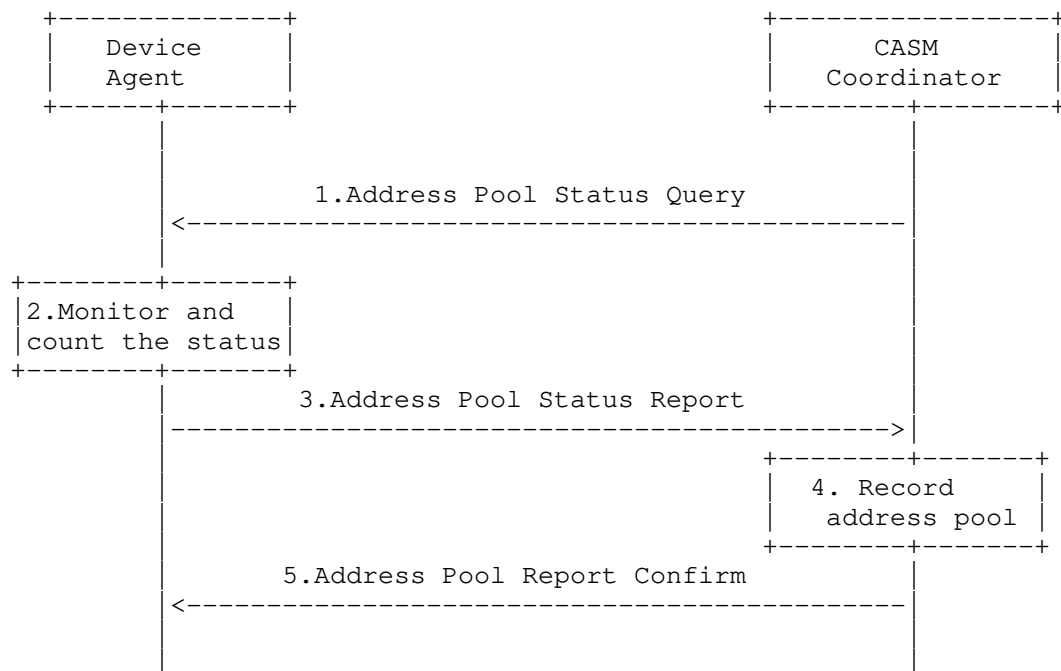 Device
Agent
CASM
Coordinator
1.Address Pool Status Query
2.Monitor and
count the status
3.Address Pool Status Report
4. Record
address pool
5.Address Pool Report Confirm